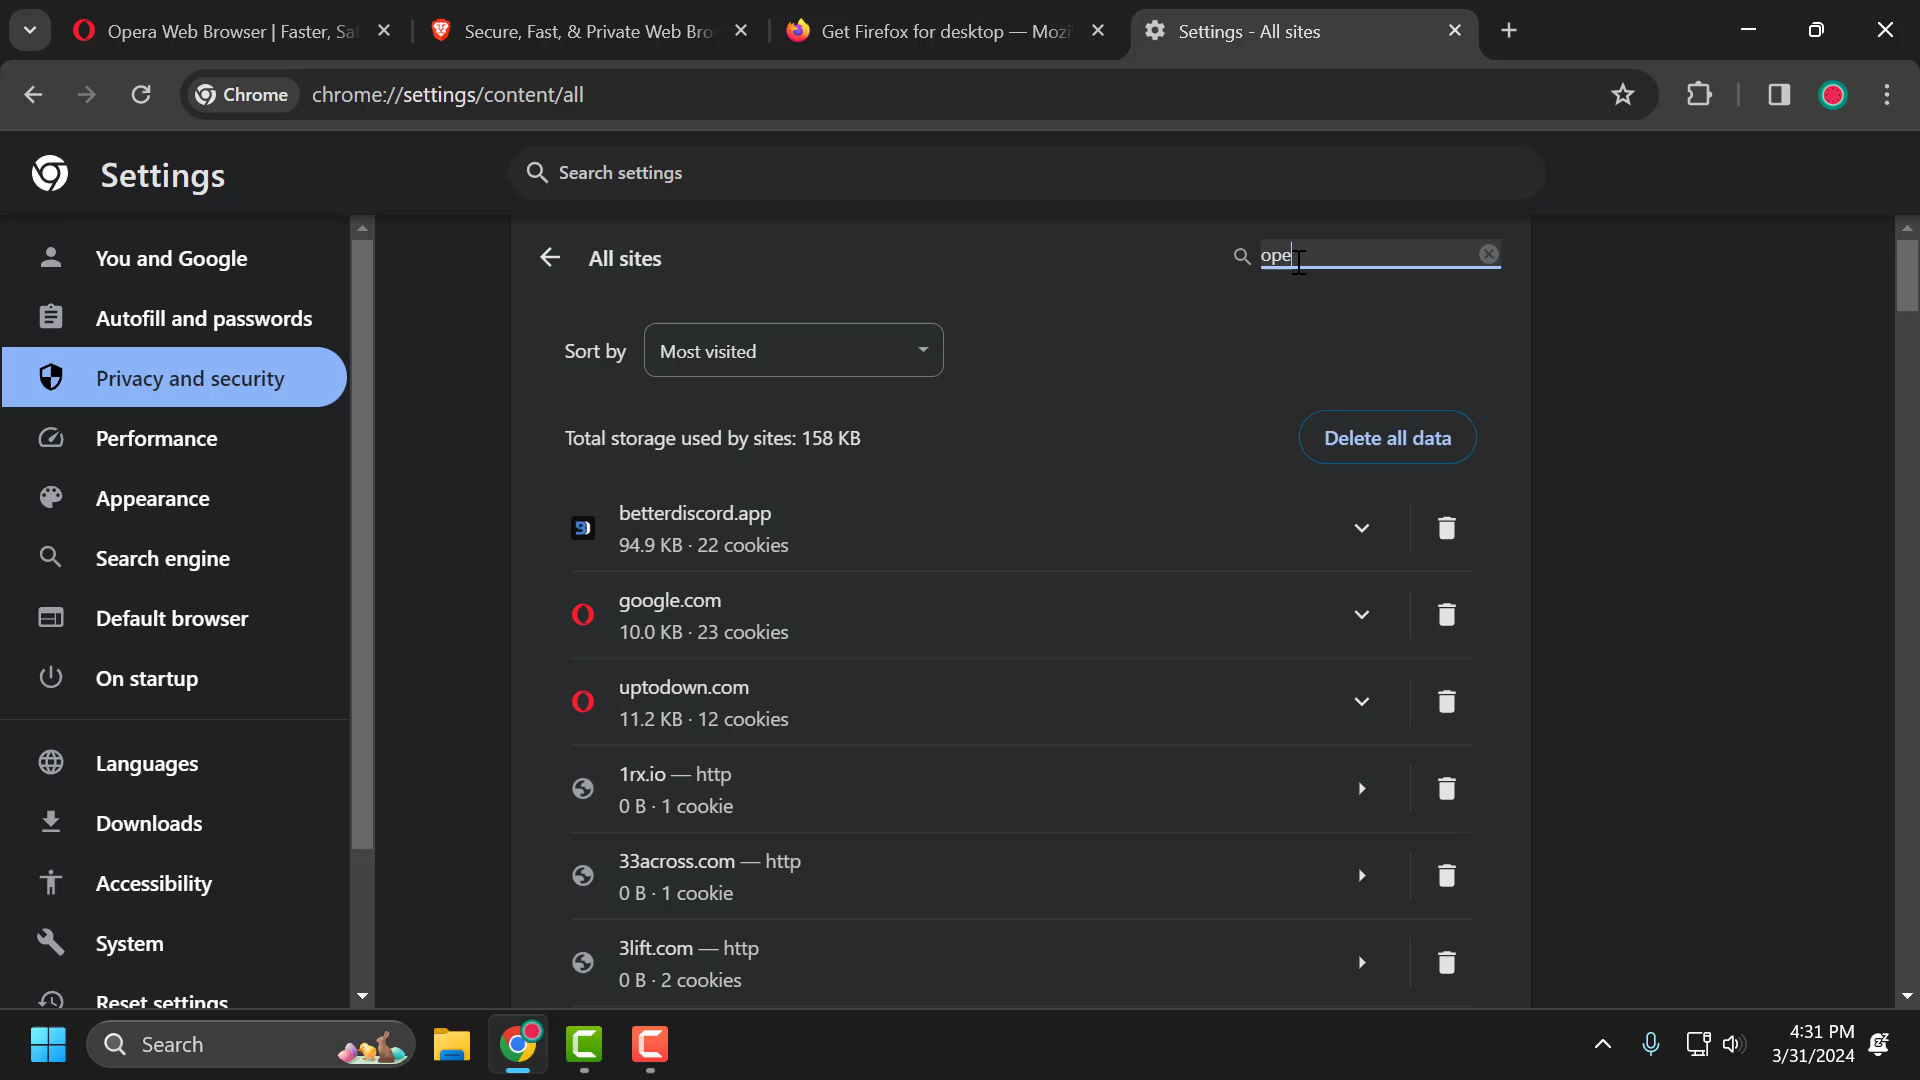 Opera Web Browser | Faster, Sa
Secure, Fast, & Private Web Bro
Get Firefox for desktop — Mozi
Settings - All sites
Chrome
chrome://settings/content/all
Settings
Search settings
You and Google
Autofill and passwords
Privacy and security
Performance
Appearance
Search engine
Default browser
On startup
Languages
Downloads
Accessibility
System
Reset settings
All sites
ope
Sort by
Most visited
Total storage used by sites: 158 KB
Delete all data
betterdiscord.app
94.9 KB · 22 cookies
google.com
10.0 KB · 23 cookies
uptodown.com
11.2 KB · 12 cookies
1rx.io — http
0 B · 1 cookie
33across.com — http
0 B · 1 cookie
3lift.com — http
0 B · 2 cookies
Search
4:31 PM
3/31/2024